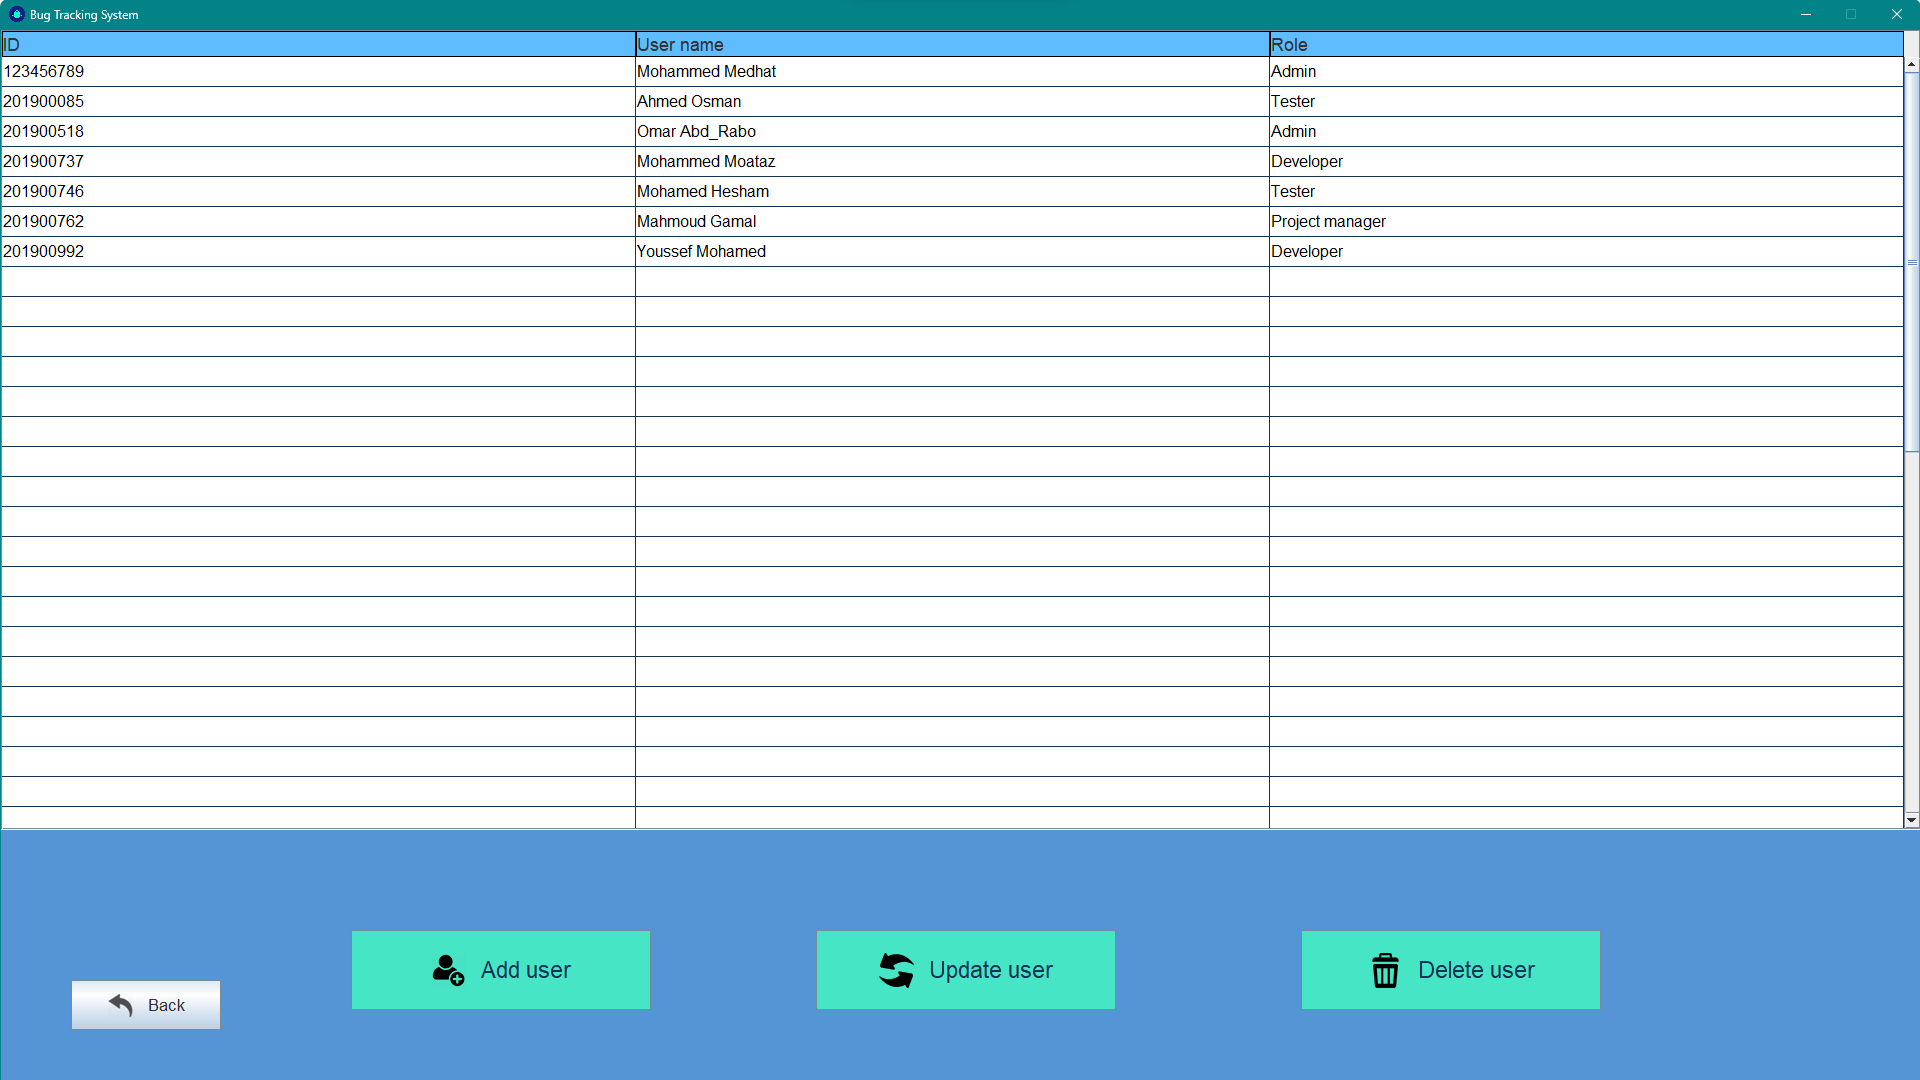 Bug Tracking System
ID User name Role
123456789 Mohammed Medhat Admin
201900085 Ahmed Osman Tester
201900518 Omar Abd_Rabo Admin
201900737 Mohammed Moataz Developer
201900746 Mohamed Hesham Tester
201900762 Mahmoud Gamal Project manager
201900992 Youssef Mohamed Developer
Add user Update user Delete user
Back